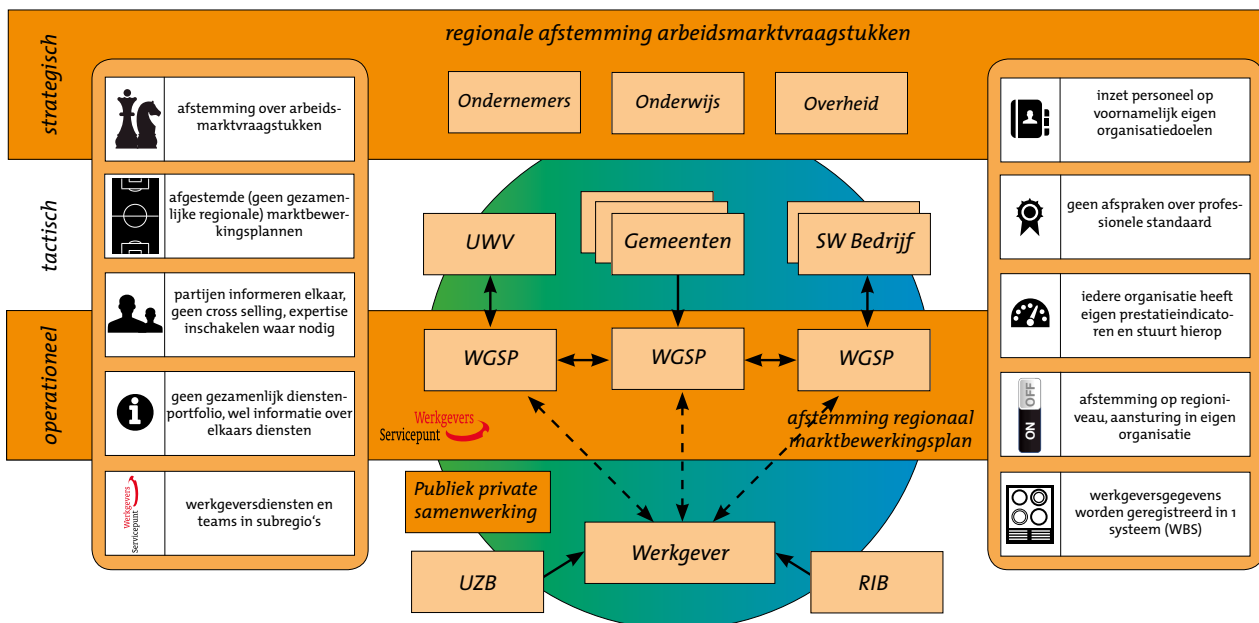 strategisch
regionale afstemming arbeidsmarktvraagstukken
Ondernemers
Onderwijs
Overheid
afstemming over arbeids-
marktvraagstukken
afgestemde (geen gezamen-
lijke regionale) marktbewer-
kingsplannen
partijen informeren elkaar,
geen cross selling, expertise
inschakelen waar nodig
geen gezamenlijk diensten-
portfolio, wel informatie over
elkaars diensten
Werkgevers
Servicepunt
werkgeversdiensten en
teams in subregio‘s
tactisch
UWV
Gemeenten
SW Bedrijf
operationeel
WGSP
WGSP
WGSP
Werkgevers
Servicepunt
afstemming regionaal
marktbewerkingsplan
Publiek private
samenwerking
Werkgever
UZB
RIB
inzet personeel op
voornamelijk eigen
organisatiedoelen
geen afspraken over profes-
sionele standaard
iedere organisatie heeft
eigen prestatieindicato-
ren en stuurt hierop
OFF
ON
afstemming op regioni-
veau, aansturing in eigen
organisatie
werkgeversgegevens
worden geregistreerd in 1
systeem (WBS)